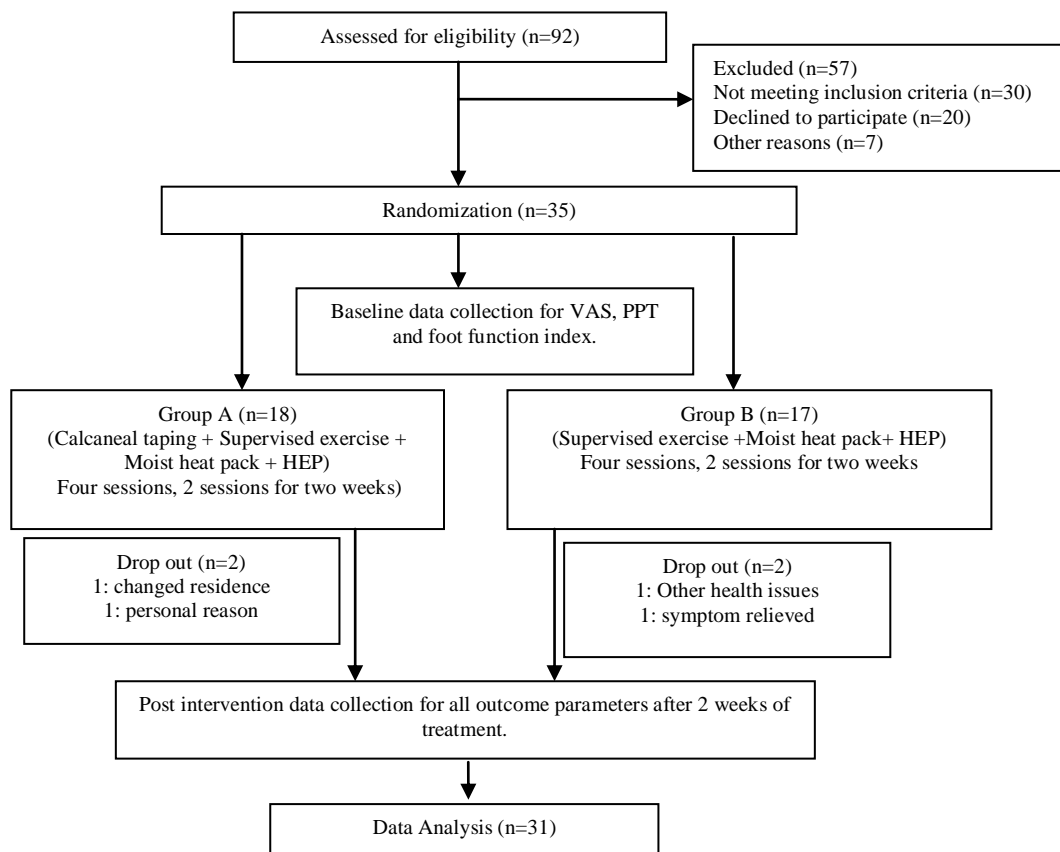 Assessed for eligibility (n=92)
Excluded (n=57)
Not meeting inclusion criteria (n=30)
Declined to participate (n=20)
Other reasons (n=7)
Randomization (n=35)
Baseline data collection for VAS, PPT
and foot function index.
Group A (n=18)
(Calcaneal taping + Supervised exercise +
Moist heat pack + HEP)
Four sessions, 2 sessions for two weeks)
Group B (n=17)
(Supervised exercise +Moist heat pack+ HEP)
Four sessions, 2 sessions for two weeks
Drop out (n=2)
1: changed residence
1: personal reason
Drop out (n=2)
1: Other health issues
1: symptom relieved
Post intervention data collection for all outcome parameters after 2 weeks of
treatment.
Data Analysis (n=31)